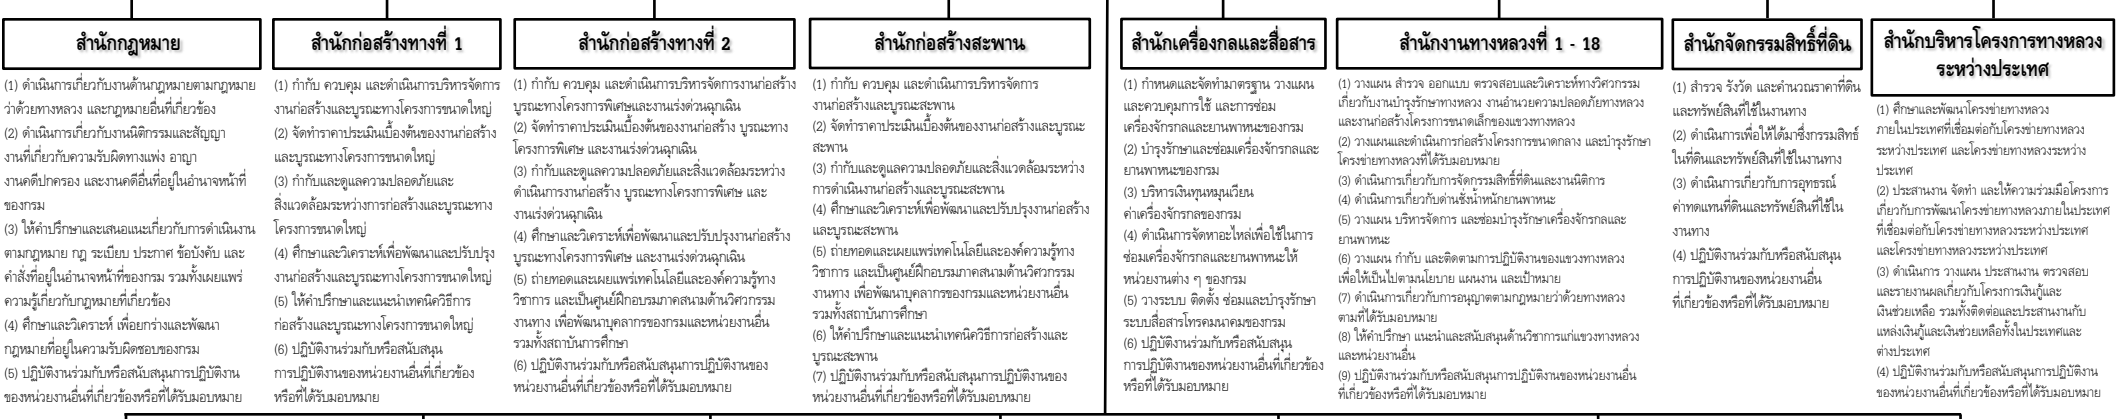 สำนักกฎหมาย
(1) ดำเนินการเกี่ยวกับงานด้านกฎหมายตามกฎหมาย
ว่าด้วยทางหลวง และกฎหมายอื่นที่เกี่ยวข้อง
(2) ดำเนินการเกี่ยวกับงานนิติกรรมและสัญญา
งานที่เกี่ยวกับความรับผิดทางแพ่ง อาญา
งานคดีปกครอง และงานคดีอื่นที่อยู่ในอำนาจหน้าที่
ของกรม
(3) ให้คำปรึกษาและเสนอแนะเกี่ยวกับการดำเนินงาน
ตามกฎหมาย กฎ ระเบียบ ประกาศ ข้อบังคับ และ
คำสั่งที่อยู่ในอำนาจหน้าที่ของกรม รวมทั้งเผยแพร่
ความรู้เกี่ยวกับกฎหมายที่เกี่ยวข้อง
(4) ศึกษาและวิเคราะห์ เพื่อยกร่างและพัฒนา
กฎหมายที่อยู่ในความรับผิดชอบของกรม
(5) ปฏิบัติงานร่วมกับหรือสนับสนุนการปฏิบัติงาน
ของหน่วยงานอื่นที่เกี่ยวข้องหรือที่ได้รับมอบหมาย
สำนักก่อสร้างทางที่ 1
(1) กำกับ ควบคุม และดำเนินการบริหารจัดการ
งานก่อสร้างและบูรณะทางโครงการขนาดใหญ่
(2) จัดทำราคาประเมินเบื้องต้นของงานก่อสร้าง
และบูรณะทางโครงการขนาดใหญ่
(3) กำกับและดูแลความปลอดภัยและ
สิ่งแวดล้อมระหว่างการก่อสร้างและบูรณะทาง
โครงการขนาดใหญ่
(4) ศึกษาและวิเคราะห์เพื่อพัฒนาและปรับปรุง
งานก่อสร้างและบูรณะทางโครงการขนาดใหญ่
(5) ให้คำปรึกษาและแนะนำเทคนิควิธีการ
ก่อสร้างและบูรณะทางโครงการขนาดใหญ่
(6) ปฏิบัติงานร่วมกับหรือสนับสนุน
การปฏิบัติงานของหน่วยงานอื่นที่เกี่ยวข้อง
หรือที่ได้รับมอบหมาย
สำนักก่อสร้างทางที่ 2
(1) กำกับ ควบคุม และดำเนินการบริหารจัดการงานก่อสร้าง
บูรณะทางโครงการพิเศษและงานเร่งด่วนฉุกเฉิน
(2) จัดทำราคาประเมินเบื้องต้นของงานก่อสร้าง บูรณะทาง
โครงการพิเศษ และงานเร่งด่วนฉุกเฉิน
(3) กำกับและดูแลความปลอดภัยและสิ่งแวดล้อมระหว่าง
ดำเนินการงานก่อสร้าง บูรณะทางโครงการพิเศษ และ
งานเร่งด่วนฉุกเฉิน
(4) ศึกษาและวิเคราะห์เพื่อพัฒนาและปรับปรุงงานก่อสร้าง
บูรณะทางโครงการพิเศษ และงานเร่งด่วนฉุกเฉิน
(5) ถ่ายทอดและเผยแพร่เทคโนโลยีและองค์ความรู้ทาง
วิชาการ และเป็นศูนย์ฝึกอบรมภาคสนามด้านวิศวกรรม
งานทาง เพื่อพัฒนาบุคลากรของกรมและหน่วยงานอื่น
รวมทั้งสถาบันการศึกษา
(6) ปฏิบัติงานร่วมกับหรือสนับสนุนการปฏิบัติงานของ
หน่วยงานอื่นที่เกี่ยวข้องหรือที่ได้รับมอบหมาย
สำนักก่อสร้างสะพาน
(1) กำกับ ควบคุม และดำเนินการบริหารจัดการ
งานก่อสร้างและบูรณะสะพาน
(2) จัดทำราคาประเมินเบื้องต้นของงานก่อสร้างและบูรณะ
สะพาน
(3) กำกับและดูแลความปลอดภัยและสิ่งแวดล้อมระหว่าง
การดำเนินงานก่อสร้างและบูรณะสะพาน
(4) ศึกษาและวิเคราะห์เพื่อพัฒนาและปรับปรุงงานก่อสร้าง
และบูรณะสะพาน
(5) ถ่ายทอดและเผยแพร่เทคโนโลยีและองค์ความรู้ทาง
วิชาการ และเป็นศูนย์ฝึกอบรมภาคสนามด้านวิศวกรรม
งานทาง เพื่อพัฒนาบุคลากรของกรมและหน่วยงานอื่น
รวมทั้งสถาบันการศึกษา
(6) ให้คำปรึกษาและแนะนำเทคนิควิธีการก่อสร้างและ
บูรณะสะพาน
(7) ปฏิบัติงานร่วมกับหรือสนับสนุนการปฏิบัติงานของ
หน่วยงานอื่นที่เกี่ยวข้องหรือที่ได้รับมอบหมาย
สำนักเครื่องกลและสื่อสาร
(1) กำหนดและจัดทำมาตรฐาน วางแผน
และควบคุมการใช้ และการซ่อม
เครื่องจักรกลและยานพาหนะของกรม
(2) บำรุงรักษาและซ่อมเครื่องจักรกลและ
ยานพาหนะของกรม
(3) บริหารเงินทุนหมุนเวียน
ค่าเครื่องจักรกลของกรม
(4) ดำเนินการจัดหาอะไหล่เพื่อใช้ในการ
ซ่อมเครื่องจักรกลและยานพาหนะให้
หน่วยงานต่าง ๆ ของกรม
(5) วางระบบ ติดตั้ง ซ่อมและบำรุงรักษา
ระบบสื่อสารโทรคมนาคมของกรม
(6) ปฏิบัติงานร่วมกับหรือสนับสนุน
การปฏิบัติงานของหน่วยงานอื่นที่เกี่ยวข้อง
หรือที่ได้รับมอบหมาย
สำนักงานทางหลวงที่ 1 - 18
(1) วางแผน สำรวจ ออกแบบ ตรวจสอบและวิเคราะห์ทางวิศวกรรม
เกี่ยวกับงานบำรุงรักษาทางหลวง งานอำนวยความปลอดภัยทางหลวง
และงานก่อสร้างโครงการขนาดเล็กของแขวงทางหลวง
(2) วางแผนและดำเนินการก่อสร้างโครงการขนาดกลาง และบำรุงรักษา
โครงข่ายทางหลวงที่ได้รับมอบหมาย
(3) ดำเนินการเกี่ยวกับการจัดกรรมสิทธิ์ที่ดินและงานนิติการ
(4) ดำเนินการเกี่ยวกับด่านชั่งน้ำหนักยานพาหนะ
(5) วางแผน บริหารจัดการ และซ่อมบำรุงรักษาเครื่องจักรกลและ
ยานพาหนะ
(6) วางแผน กำกับ และติดตามการปฏิบัติงานของแขวงทางหลวง
เพื่อให้เป็นไปตามนโยบาย แผนงาน และเป้าหมาย
(7) ดำเนินการเกี่ยวกับการอนุญาตตามกฎหมายว่าด้วยทางหลวง
ตามที่ได้รับมอบหมาย
(8) ให้คำปรึกษา แนะนำและสนับสนุนด้านวิชาการแก่แขวงทางหลวง
และหน่วยงานอื่น
(9) ปฏิบัติงานร่วมกับหรือสนับสนุนการปฏิบัติงานของหน่วยงานอื่น
ที่เกี่ยวข้องหรือที่ได้รับมอบหมาย
สำนักจัดกรรมสิทธิ์ที่ดิน
(1) สำรวจ รังวัด และคำนวณราคาที่ดิน
และทรัพย์สินที่ใช้ในงานทาง
(2) ดำเนินการเพื่อให้ได้มาซึ่งกรรมสิทธิ์
ในที่ดินและทรัพย์สินที่ใช้ในงานทาง
(3) ดำเนินการเกี่ยวกับการอุทธรณ์
ค่าทดแทนที่ดินและทรัพย์สินที่ใช้ใน
งานทาง
(4) ปฏิบัติงานร่วมกับหรือสนับสนุน
การปฏิบัติงานของหน่วยงานอื่น
ที่เกี่ยวข้องหรือที่ได้รับมอบหมาย
สำนักบริหารโครงการทางหลวง
ระหว่างประเทศ
(1) ศึกษาและพัฒนาโครงข่ายทางหลวง
ภายในประเทศที่เชื่อมต่อกับโครงข่ายทางหลวง
ระหว่างประเทศ และโครงข่ายทางหลวงระหว่าง
ประเทศ
(2) ประสานงาน จัดทำ และให้ความร่วมมือโครงการ
เกี่ยวกับการพัฒนาโครงข่ายทางหลวงภายในประเทศ
ที่เชื่อมต่อกับโครงข่ายทางหลวงระหว่างประเทศ
และโครงข่ายทางหลวงระหว่างประเทศ
(3) ดำเนินการ วางแผน ประสานงาน ตรวจสอบ
และรายงานผลเกี่ยวกับโครงการเงินกู้และ
เงินช่วยเหลือ รวมทั้งติดต่อและประสานงานกับ
แหล่งเงินกู้และเงินช่วยเหลือทั้งในประเทศและ
ต่างประเทศ
(4) ปฏิบัติงานร่วมกับหรือสนับสนุนการปฏิบัติงาน
ของหน่วยงานอื่นที่เกี่ยวข้องหรือที่ได้รับมอบหมาย